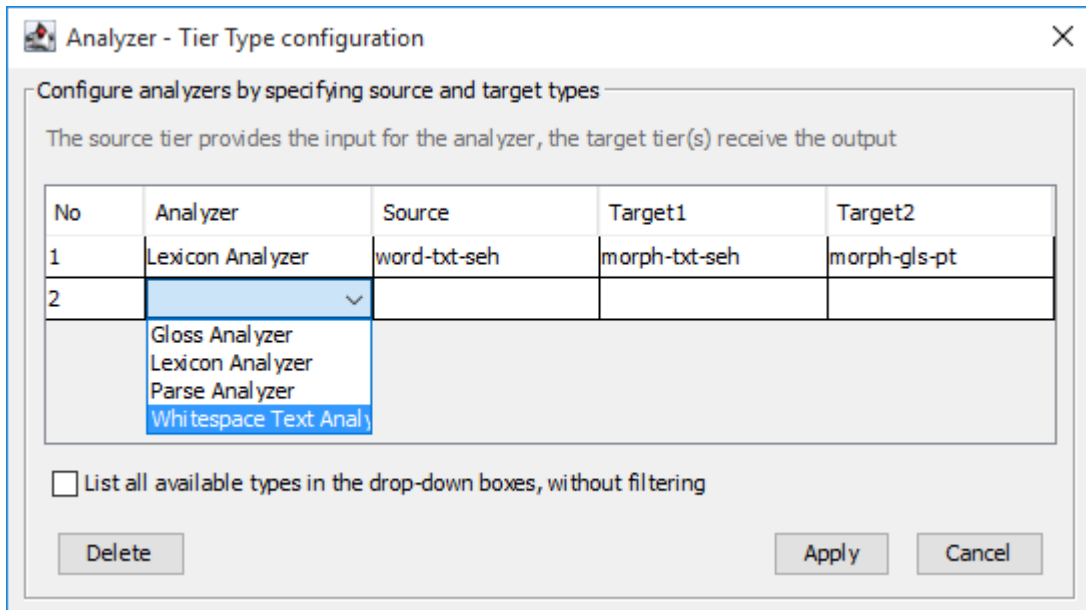 Analyzer - Tier Type configuration
Configure analyzers by specifying source and target types
The source tier provides the input for the analyzer, the target tier(s) receive the output
No Analyzer Source Target1 Target2
1 Lexicon Analyzer word-txt-seh morph-txt-seh morph-gls-pt
2
Gloss Analyzer
Lexicon Analyzer
Parse Analyzer
Whitespace Text Analy
List all available types in the drop-down boxes, without filtering
Delete Apply Cancel